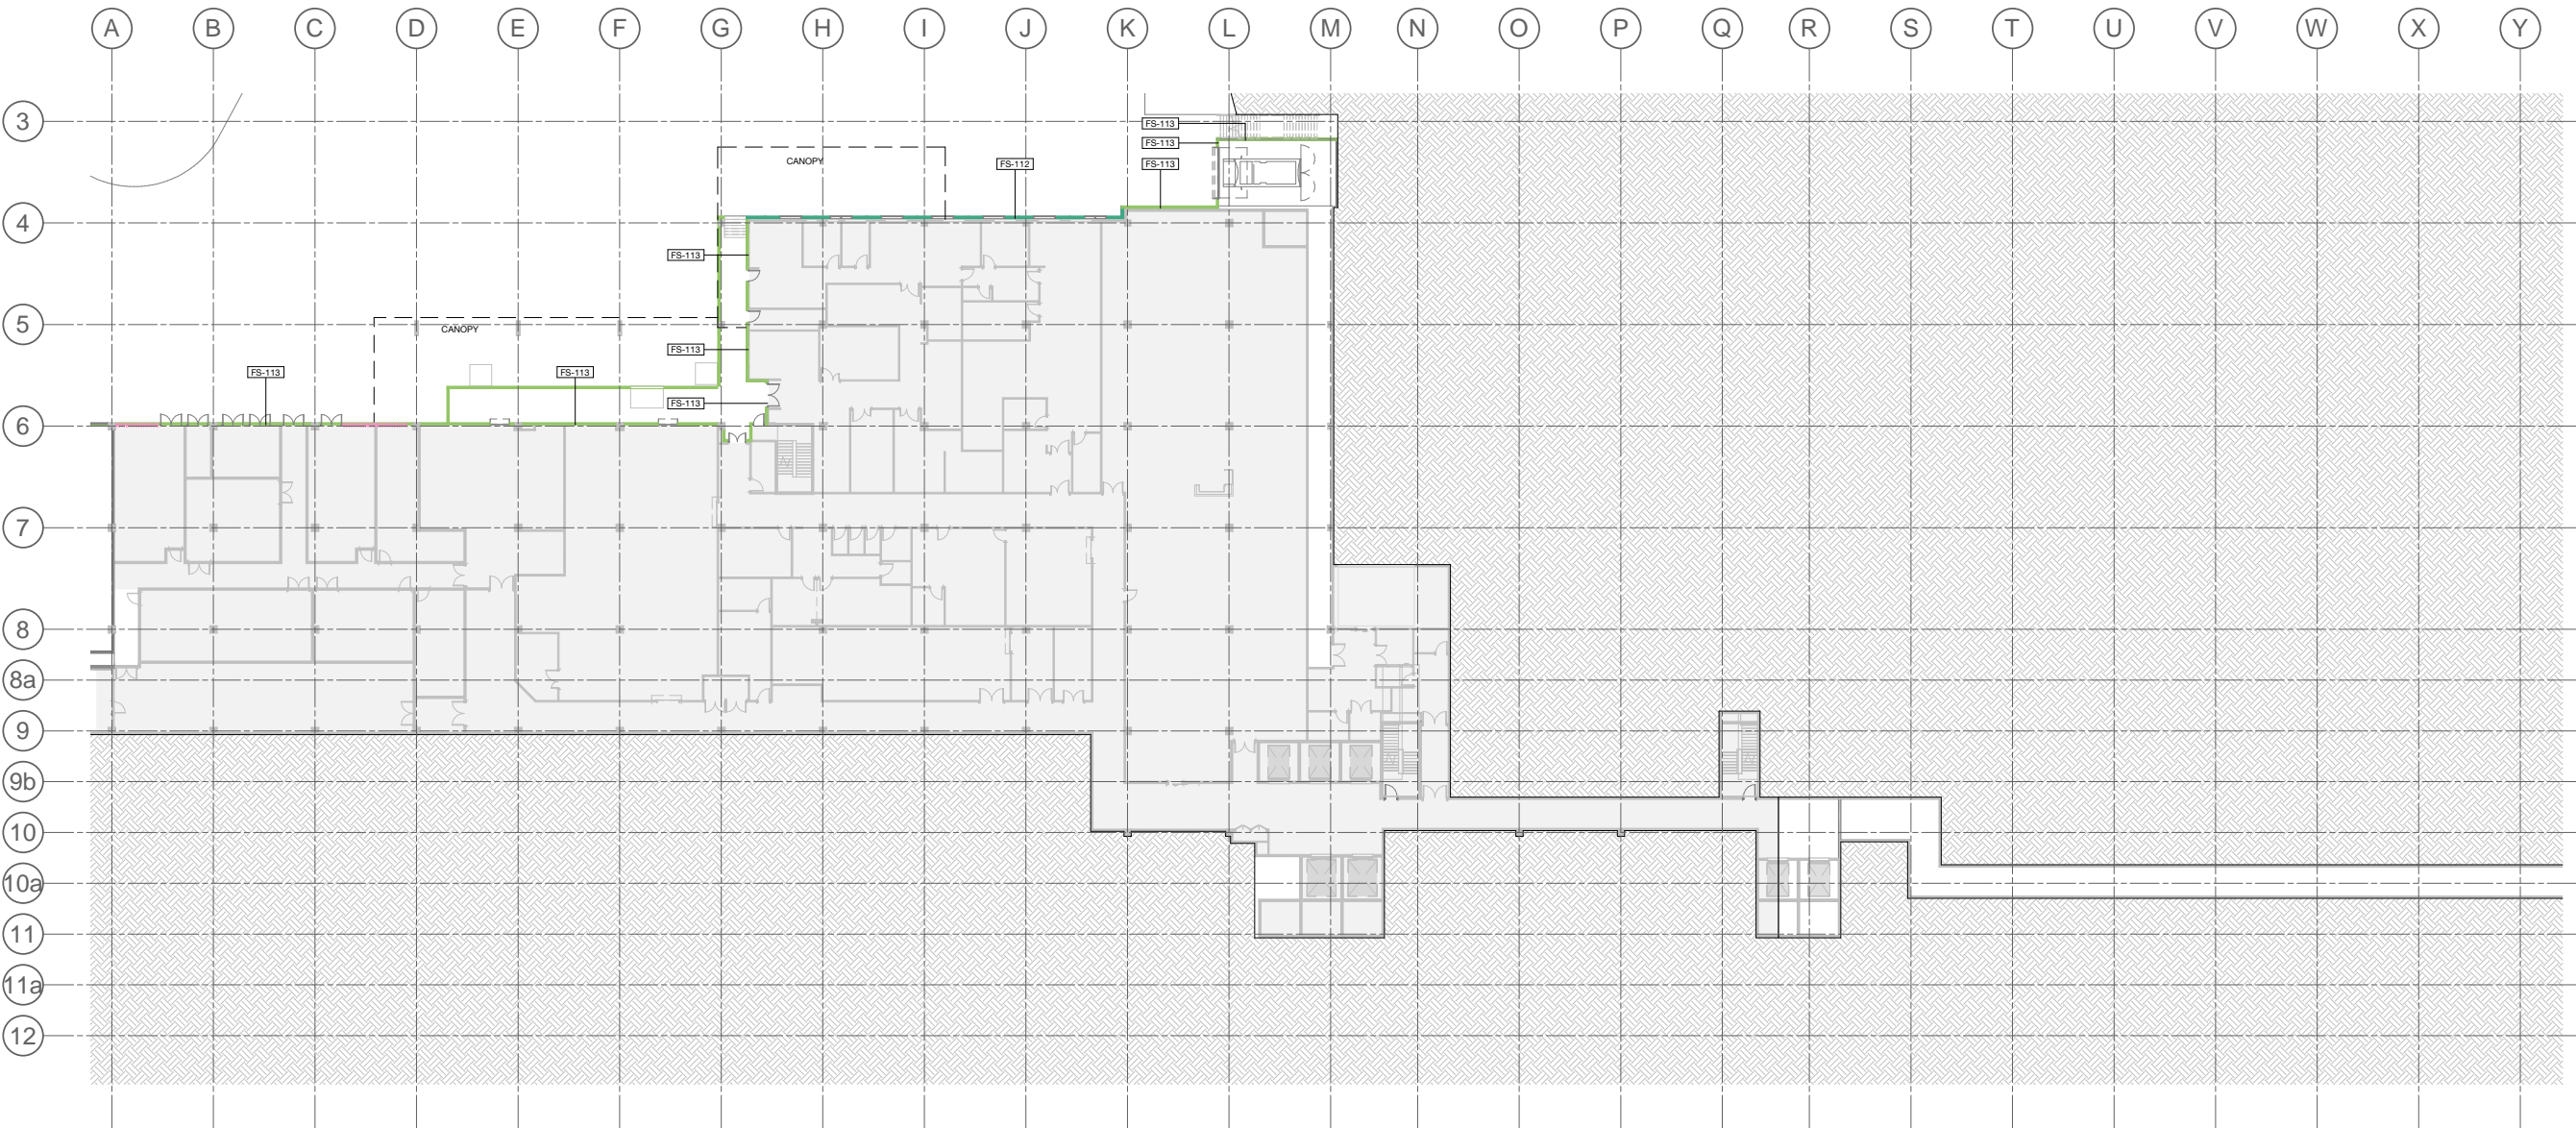 A B C D E F G H I J K L M N O P Q R S T U V W X Y
3
FS-113
FS-113
CANOPY
FS-112
FS-113
4
FS-113
5
CANOPY
FS-113
FS-113
FS-113
FS-113
6
7
8
8a
9
9b
10
10a
11
11a
12